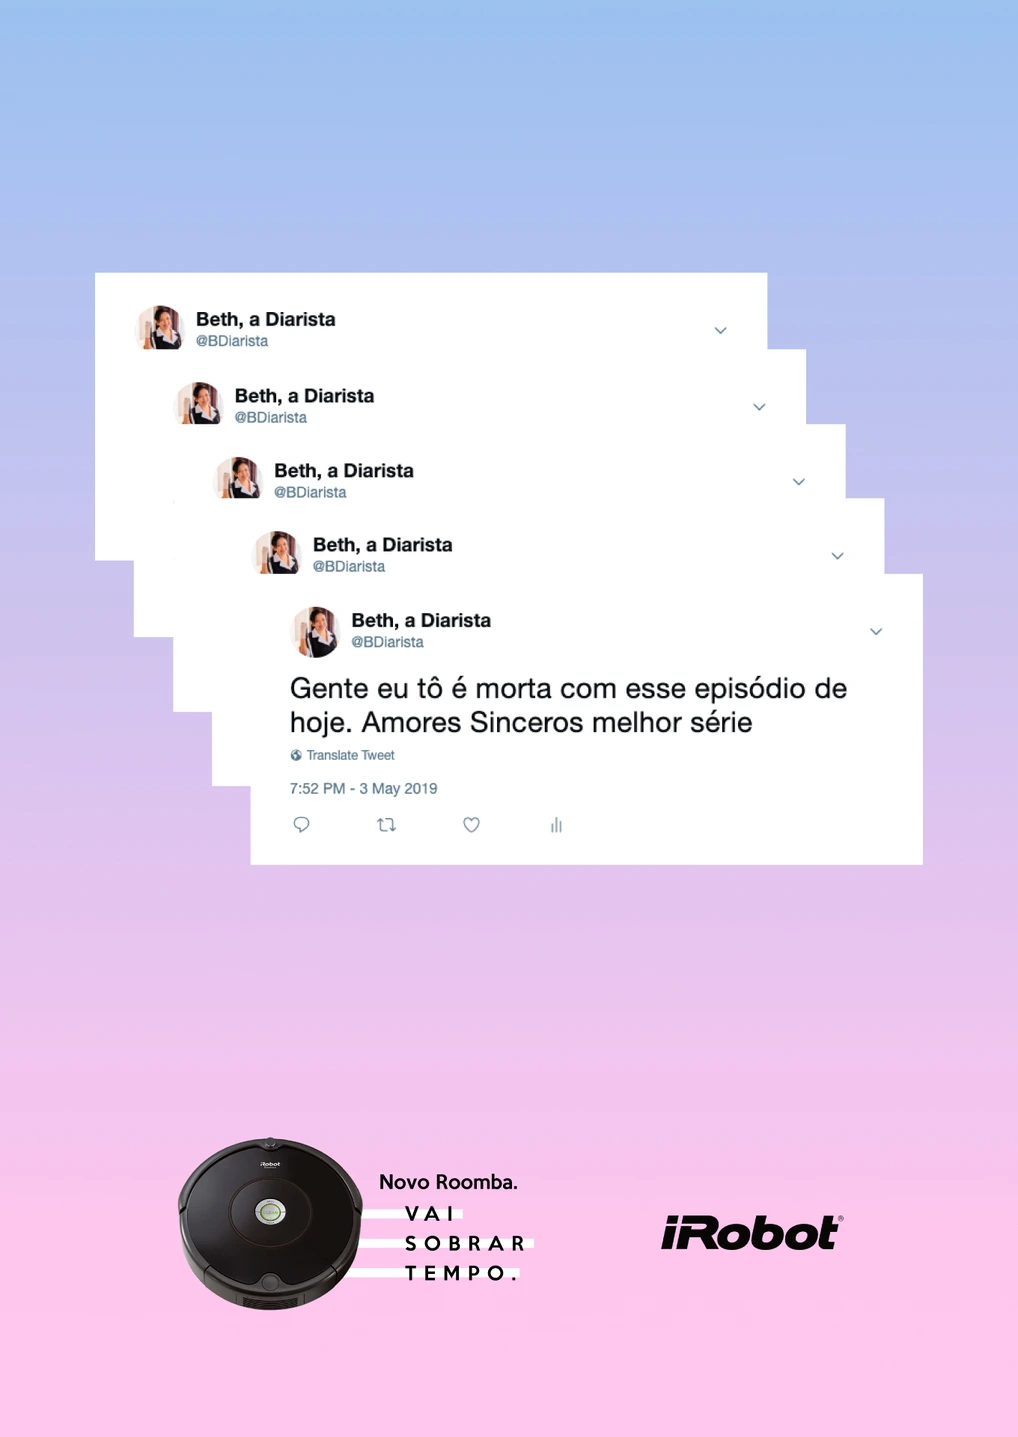 Beth, a Diarista
@BDiarista
Beth, a Diarista
@BDiarista
Beth, a Diarista
@BDiarista
Beth, a Diarista
@BDiarista
Beth, a Diarista
@BDiarista
Gente eu tô é morta com esse episódio de
hoje. Amores Sinceros melhor série
Translate Tweet
7:52 PM - 3 May 2019
iRobot
Novo Roomba.
VAI
SOBRAR
TEMPO.
iRobot®